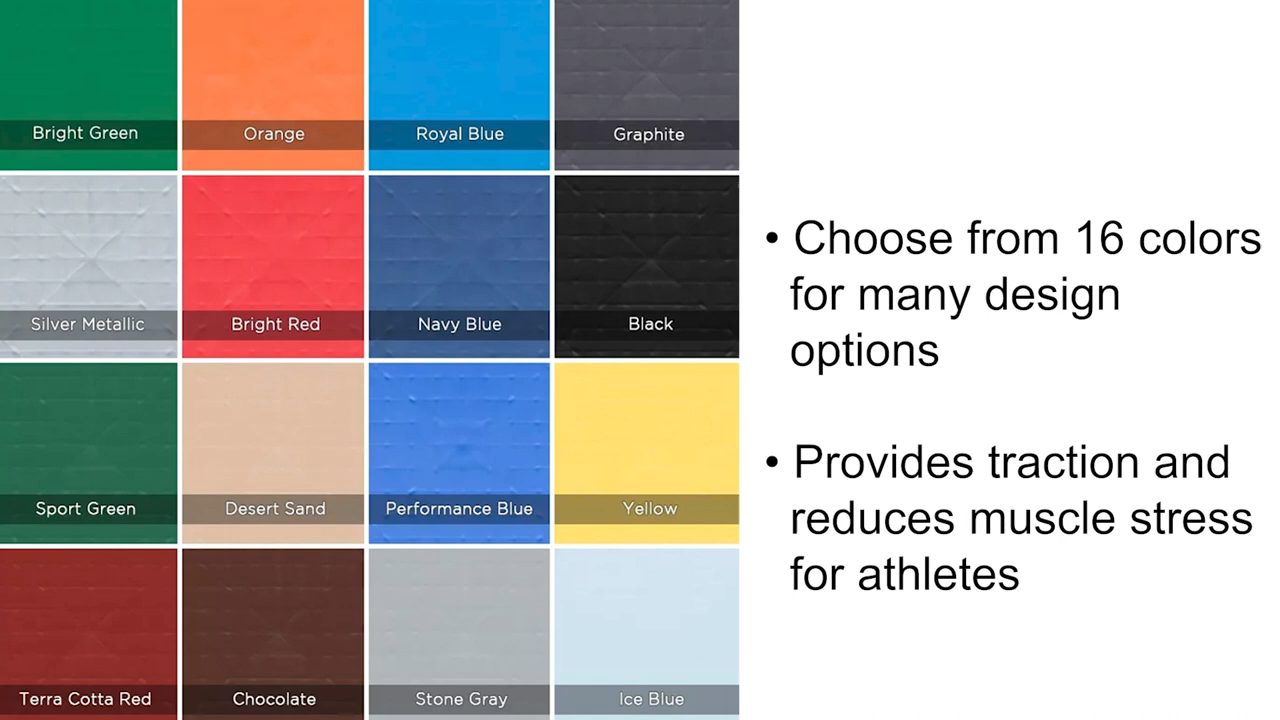 Bright Green
Orange
Royal Blue
Graphite
Silver Metallic
Bright Red
Navy Blue
Black
Sport Green
Desert Sand
Performance Blue
Yellow
Terra Cotta Red
Chocolate
Stone Gray
Ice Blue
• Choose from 16 colors
for many design
options
• Provides traction and
reduces muscle stress
for athletes